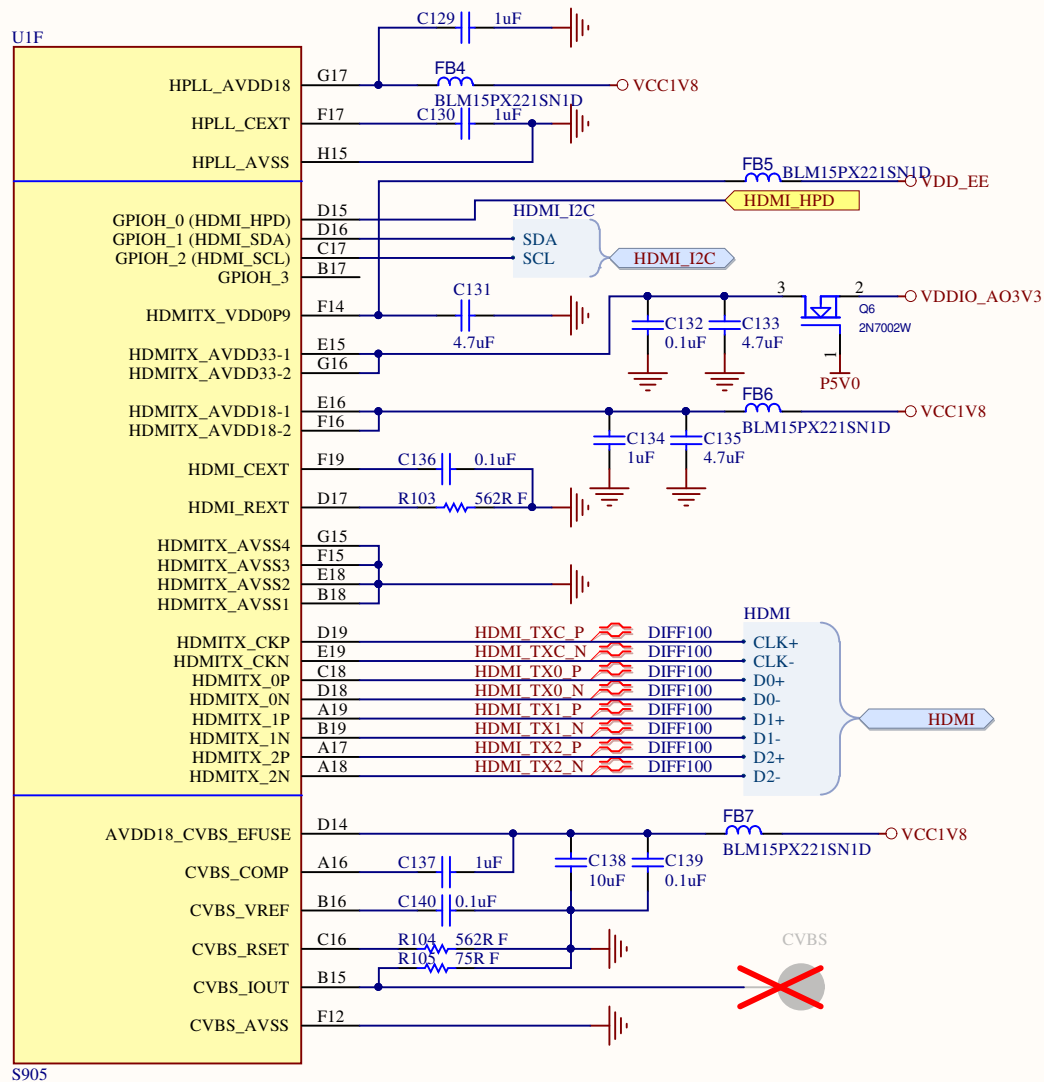 C129 1uF
U1F
HPLL_AVDD18 G17 FB4 VCC1V8
BLM15PX221SN1D
HPLL_CEXT F17 C130 1uF
HPLL_AVSS H15
FB5 BLM15PX221SN1D VDD_EE
GPIOH_0 (HDMI_HPD) D15 HDMI_HPD
HDMI_I2C
GPIOH_1 (HDMI_SDA) D16 SDA
GPIOH_2 (HDMI_SCL) C17 SCL HDMI_I2C
GPIOH_3 B17
C131 3 2 VDDIO_AO3V3
HDMITX_VDD0P9 F14 Q6
4.7uF C132 C133 2N7002W
0.1uF 4.7uF
HDMITX_AVDD33-1 E15 1
HDMITX_AVDD33-2 G16
P5V0
FB6
HDMITX_AVDD18-1 E16 VCC1V8
HDMITX_AVDD18-2 F16 BLM15PX221SN1D
C134 C135
1uF 4.7uF
HDMI_CEXT F19 C136 0.1uF
HDMI_REXT D17 R103 562R F
HDMITX_AVSS4 G15
HDMITX_AVSS3 F15
HDMITX_AVSS2 E18
HDMITX_AVSS1 B18
HDMI
HDMITX_CKP D19 HDMI_TXC_P DIFF100 CLK+
HDMITX_CKN E19 HDMI_TXC_N DIFF100 CLK-
HDMITX_0P C18 HDMI_TX0_P DIFF100 D0+
HDMITX_0N D18 HDMI_TX0_N DIFF100 D0-
HDMITX_1P A19 HDMI_TX1_P DIFF100 D1+ HDMI
HDMITX_1N B19 HDMI_TX1_N DIFF100 D1-
HDMITX_2P A17 HDMI_TX2_P DIFF100 D2+
HDMITX_2N A18 HDMI_TX2_N DIFF100 D2-
FB7
AVDD18_CVBS_EFUSE D14 VCC1V8
BLM15PX221SN1D
CVBS_COMP A16 C137 1uF C138 C139
10uF 0.1uF
CVBS_VREF B16 C140 0.1uF
CVBS_RSET C16 R104 562R F CVBS
R105 75R F
CVBS_IOUT B15
CVBS_AVSS F12
S905